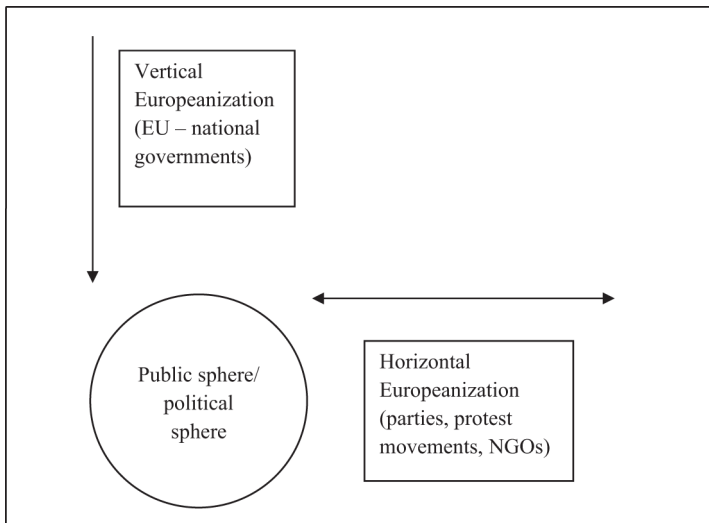 Vertical
Europeanization
(EU – national
governments)
Public sphere/
political
sphere
Horizontal
Europeanization
(parties, protest
movements, NGOs)